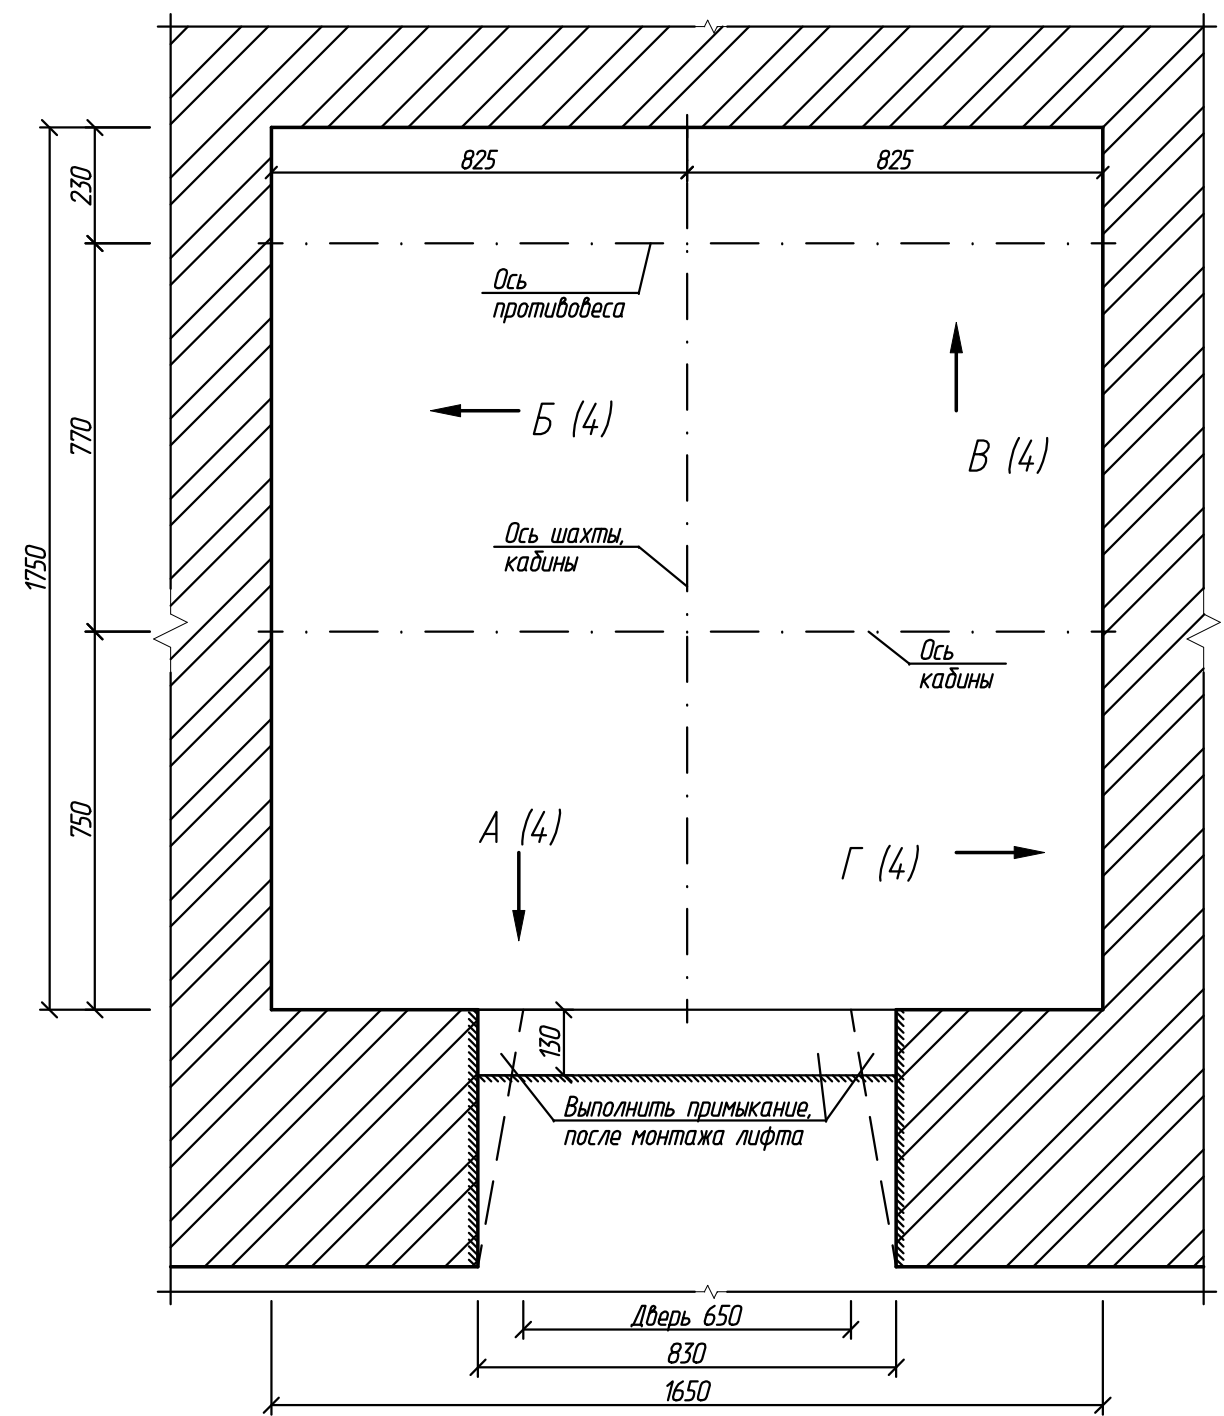 825
825
230
Ось
противовеса
770
Б (4)
В (4)
1750
Ось шахты,
кабины
Ось
кабины
750
А (4)
Г (4)
130
Выполнить примыкание,
после монтажа лифта
Дверь 650
830
1650